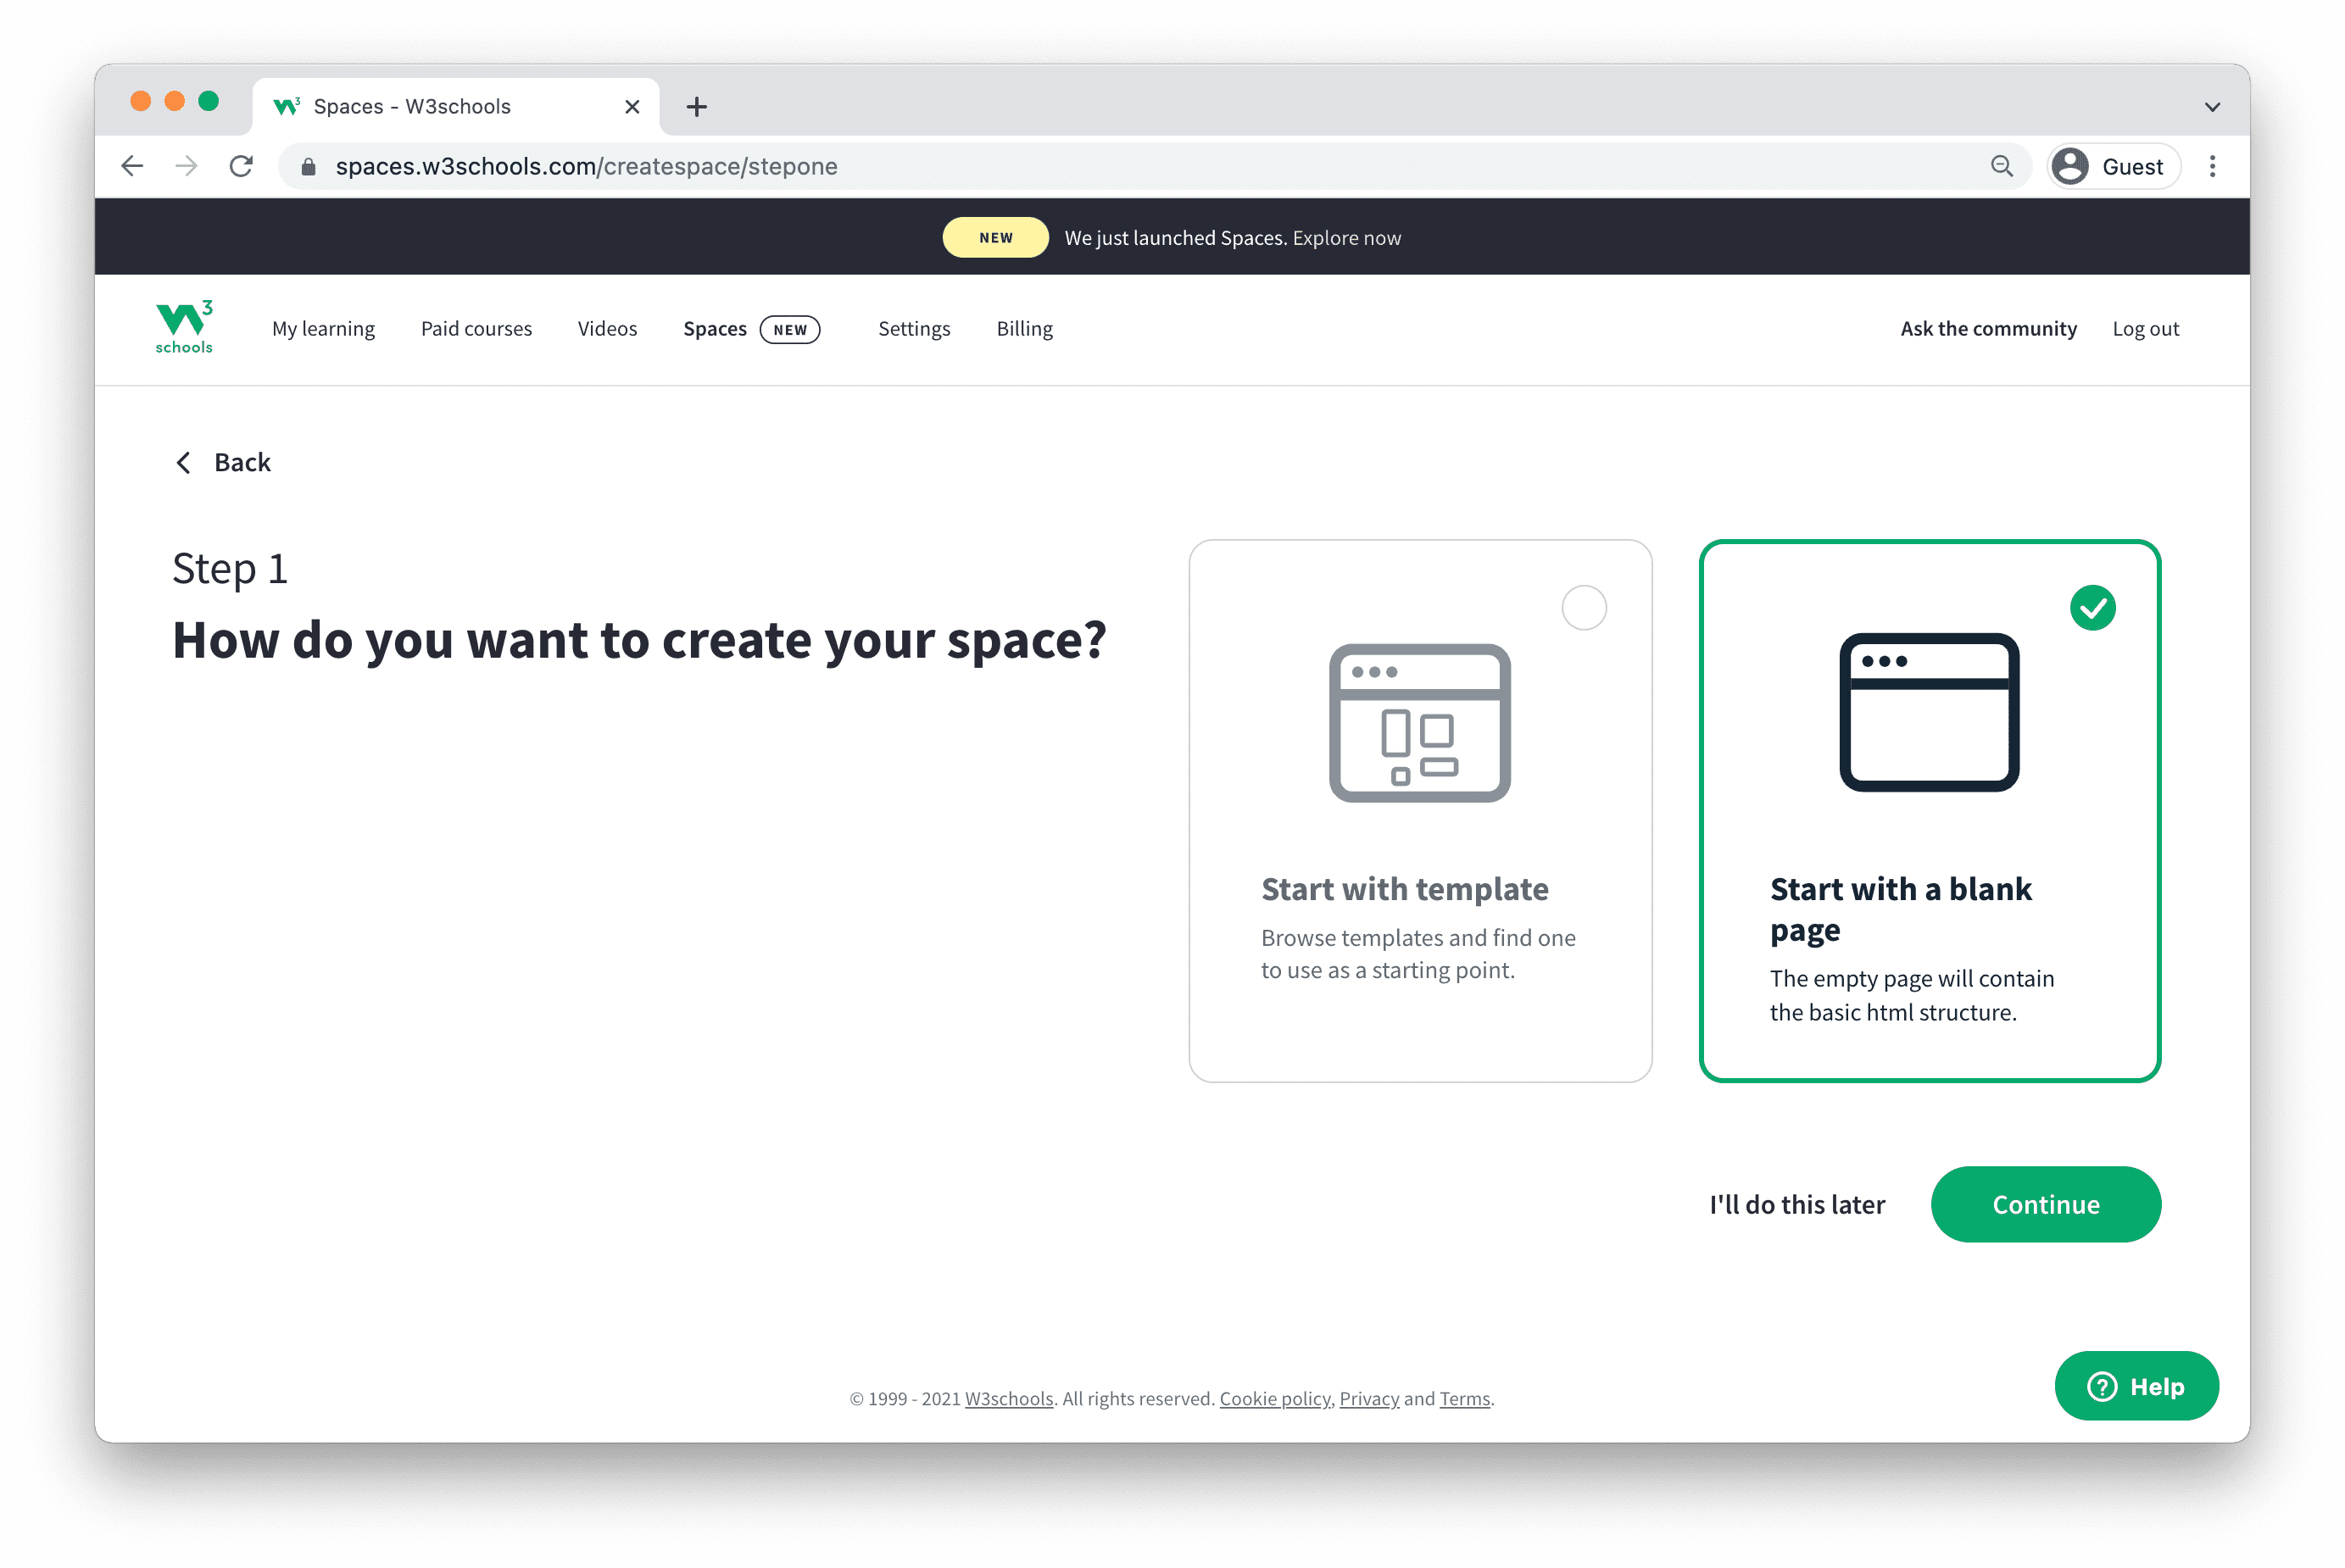 Spaces - W3schools
spaces.w3schools.com/createspace/stepone
Guest
NEW We just launched Spaces. Explore now
W3 schools
My learning Paid courses Videos Spaces NEW Settings Billing Ask the community Log out
Back
Step 1
How do you want to create your space?
Start with template
Browse templates and find one
to use as a starting point.
Start with a blank
page
The empty page will contain
the basic html structure.
I'll do this later
Continue
© 1999 - 2021 W3schools. All rights reserved. Cookie policy, Privacy and Terms.
? Help